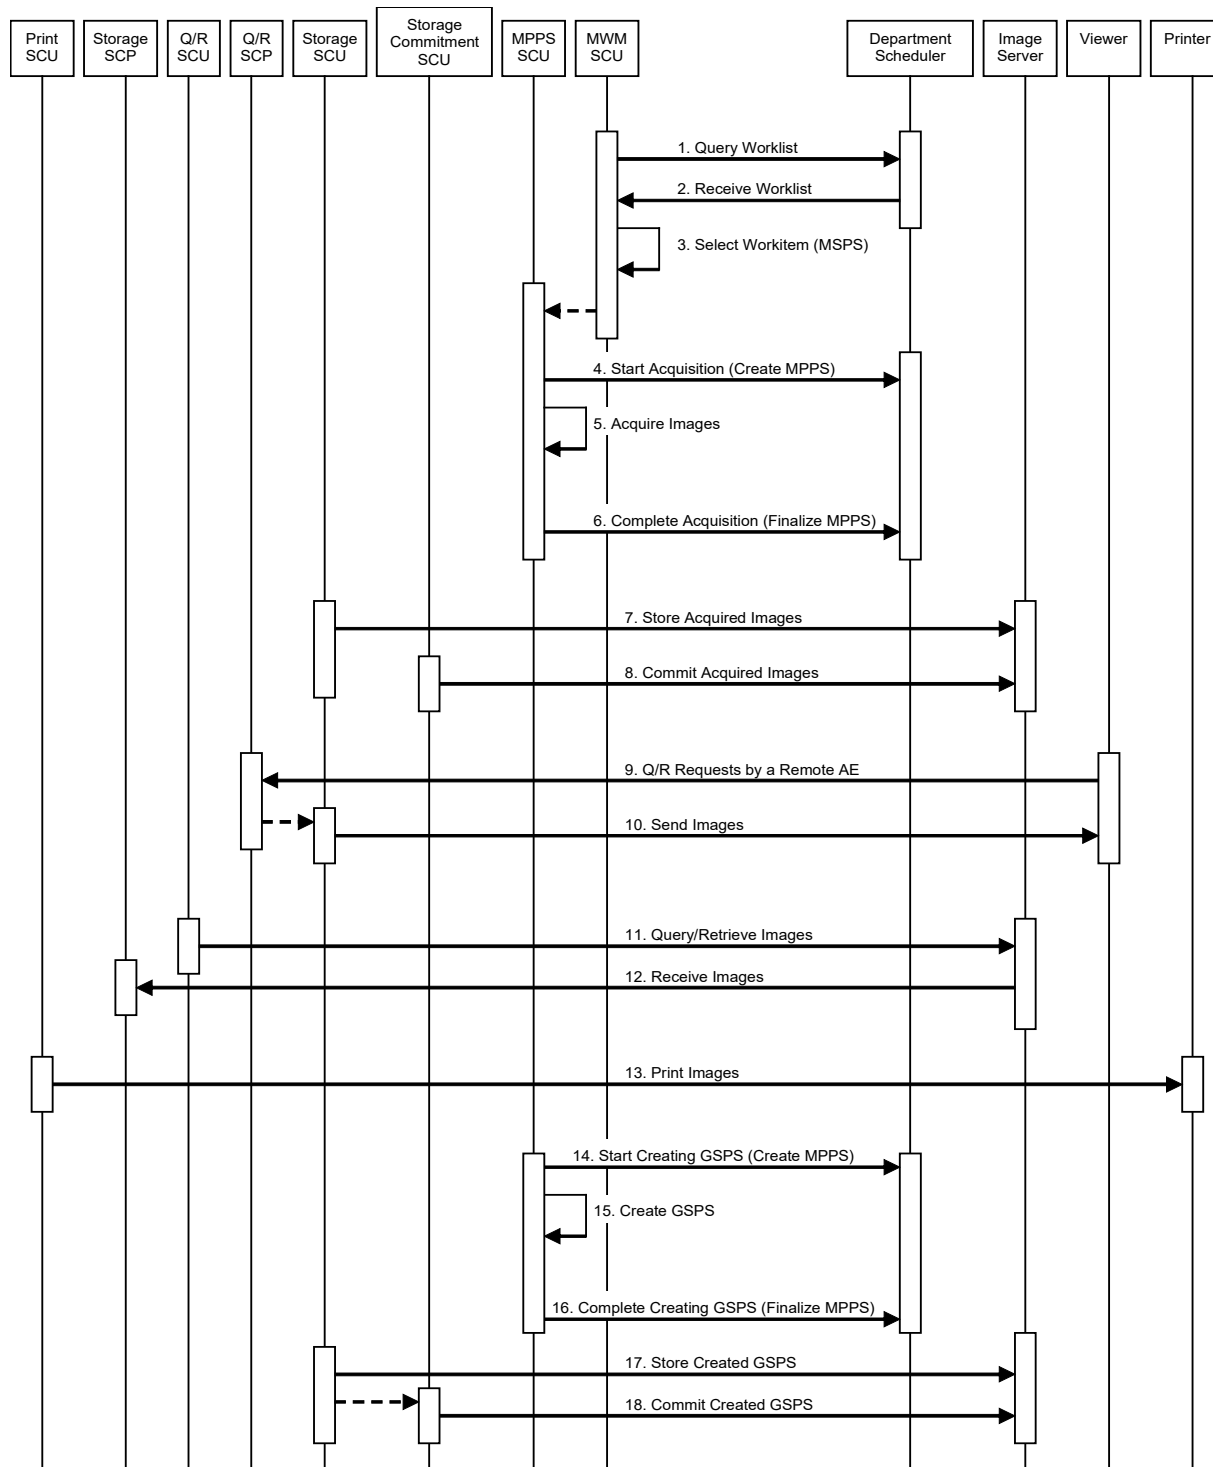 Print
SCU
Storage
SCP
Q/R
SCU
Q/R
SCP
Storage
SCU
Storage
Commitment
SCU
MPPS
SCU
MWM
SCU
Department
Scheduler
Image
Server
Viewer
Printer
1. Query Worklist
2. Receive Worklist
3. Select Workitem (MSPS)
4. Start Acquisition (Create MPPS)
5. Acquire Images
6. Complete Acquisition (Finalize MPPS)
7. Store Acquired Images
8. Commit Acquired Images
9. Q/R Requests by a Remote AE
10. Send Images
11. Query/Retrieve Images
12. Receive Images
13. Print Images
14. Start Creating GSPS (Create MPPS)
15. Create GSPS
16. Complete Creating GSPS (Finalize MPPS)
17. Store Created GSPS
18. Commit Created GSPS